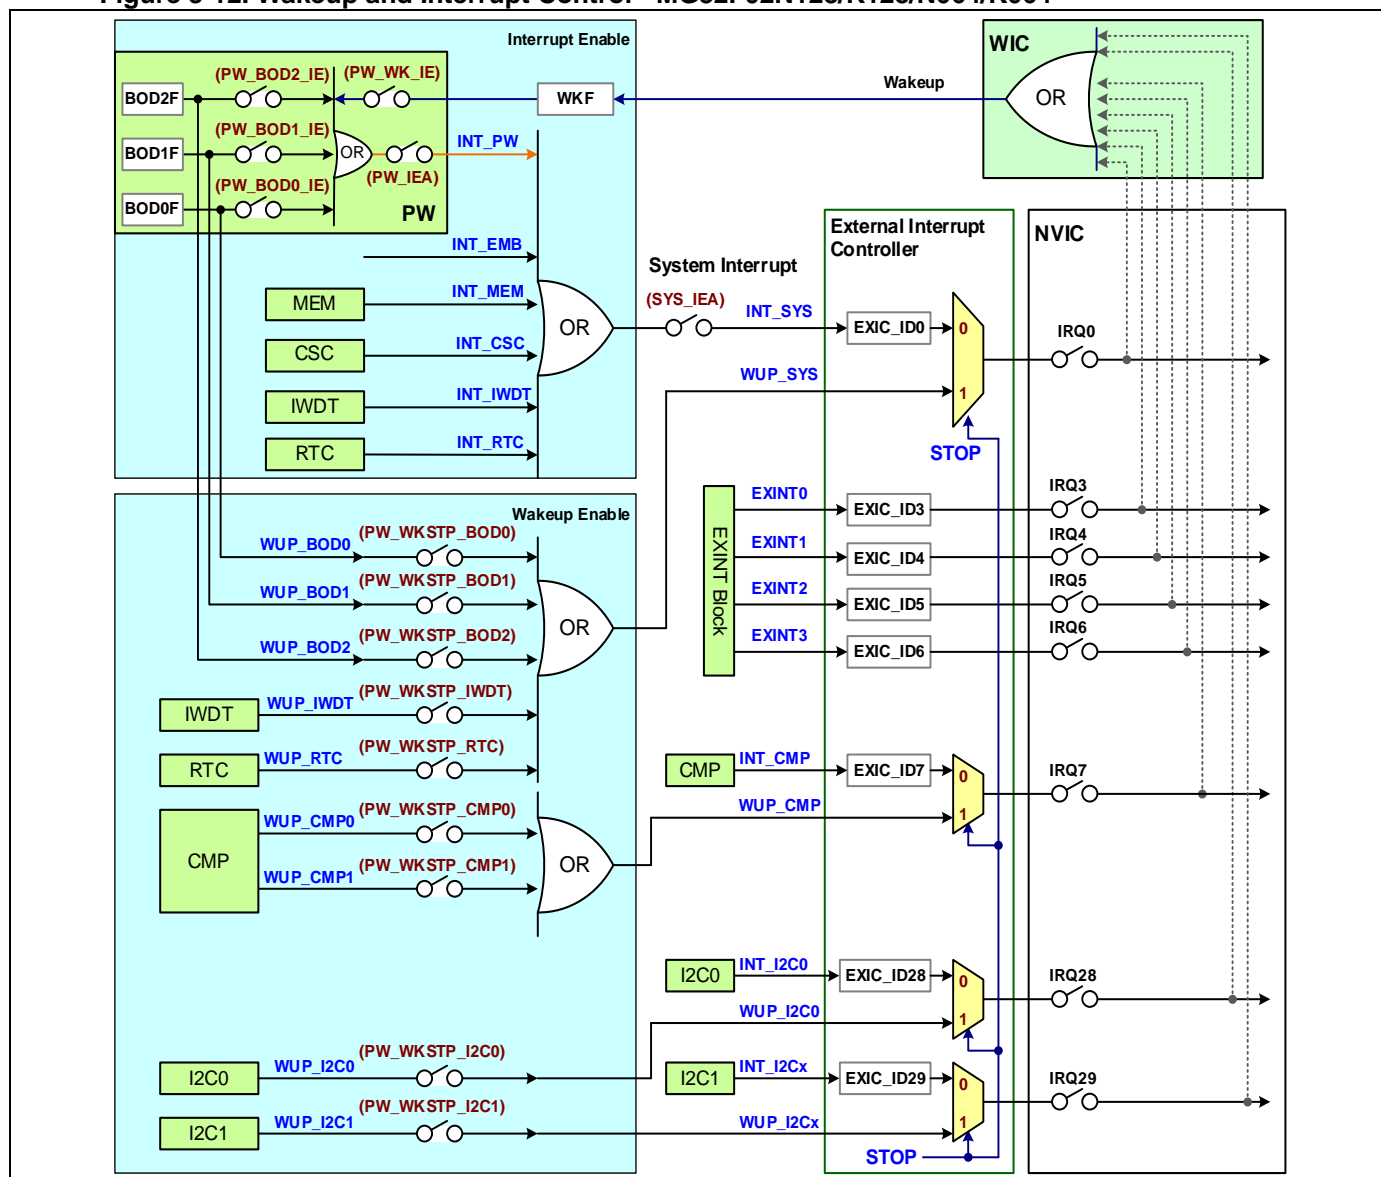 Interrupt Enable
WIC
(PW_BOD2_IE)
(PW_WK_IE)
Wakeup
BOD2F
WKF
OR
(PW_BOD1_IE)
BOD1F
OR
INT_PW
(PW_IEA)
(PW_BOD0_IE)
BOD0F
PW
External Interrupt
Controller
NVIC
INT_EMB
System Interrupt
MEM
INT_MEM
(SYS_IEA)
INT_SYS
EXIC_ID0
0
IRQ0
OR
CSC
INT_CSC
WUP_SYS
1
IWDT
INT_IWDT
RTC
INT_RTC
STOP
Wakeup Enable
EXINT Block
EXINT0
EXIC_ID3
IRQ3
EXINT1
EXIC_ID4
IRQ4
EXINT2
EXIC_ID5
IRQ5
EXINT3
EXIC_ID6
IRQ6
WUP_BOD0
(PW_WKSTP_BOD0)
WUP_BOD1
(PW_WKSTP_BOD1)
OR
WUP_BOD2
(PW_WKSTP_BOD2)
IWDT
WUP_IWDT
(PW_WKSTP_IWDT)
RTC
WUP_RTC
(PW_WKSTP_RTC)
CMP
INT_CMP
EXIC_ID7
0
IRQ7
WUP_CMP
1
CMP
WUP_CMP0
(PW_WKSTP_CMP0)
OR
WUP_CMP1
(PW_WKSTP_CMP1)
I2C0
INT_I2C0
EXIC_ID28
0
IRQ28
WUP_I2C0
1
I2C0
WUP_I2C0
(PW_WKSTP_I2C0)
I2C1
INT_I2Cx
EXIC_ID29
0
IRQ29
I2C1
WUP_I2C1
(PW_WKSTP_I2C1)
WUP_I2Cx
1
STOP